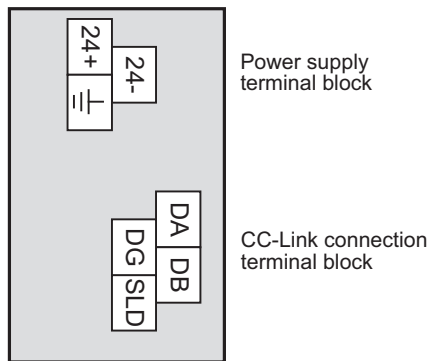 24+
24-
Power supply
terminal block
DA
DG
DB
SLD
CC-Link connection
terminal block